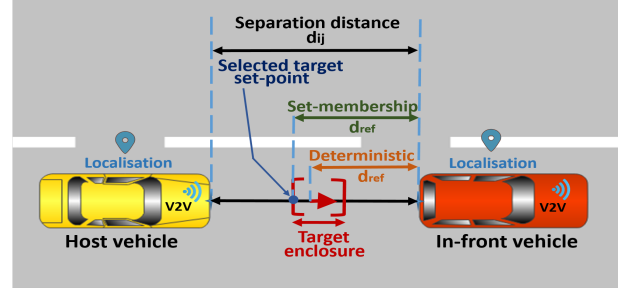 Separation distance
dij
Selected target
set-point
Set-membership
dref
Localisation
Deterministic
dref
Localisation
V2V
V2V
Host vehicle
Target
enclosure
In-front vehicle